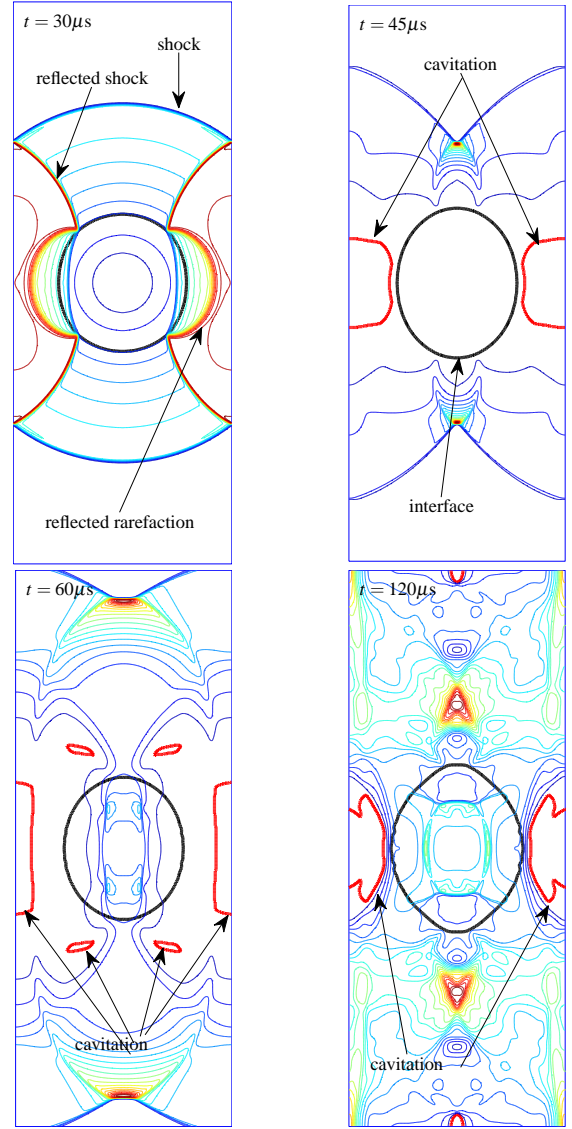 t = 30μs
shock
reflected shock
reflected rarefaction
t = 45μs
cavitation
interface
t = 60μs
cavitation
t = 120μs
cavitation